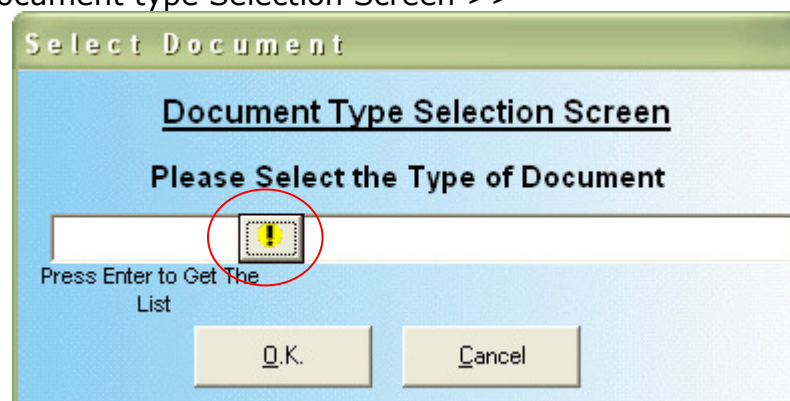 ocument type Selection Screen >>
Select Document
Document Type Selection Screen
Please Select the Type of Document
!
Press Enter to Get The
List
O.K.
Cancel